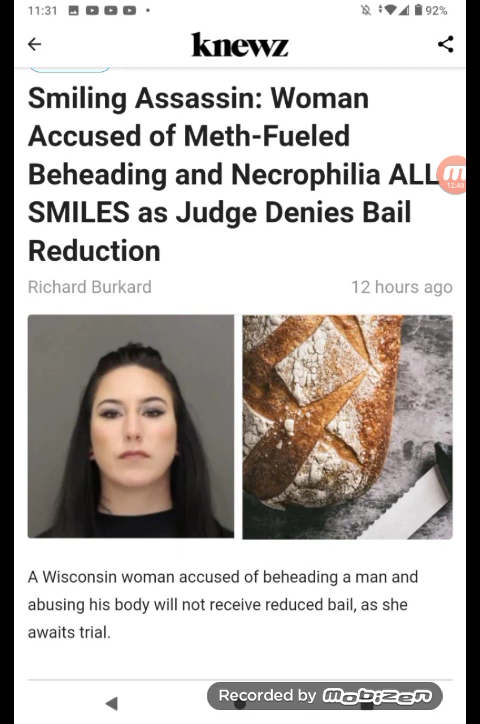 11:31
92%
knewz
Smiling Assassin: Woman
Accused of Meth-Fueled
Beheading and Necrophilia ALL
12:40
SMILES as Judge Denies Bail
Reduction
Richard Burkard
12 hours ago
A Wisconsin woman accused of beheading a man and
abusing his body will not receive reduced bail, as she
awaits trial.
Recorded by mobizen